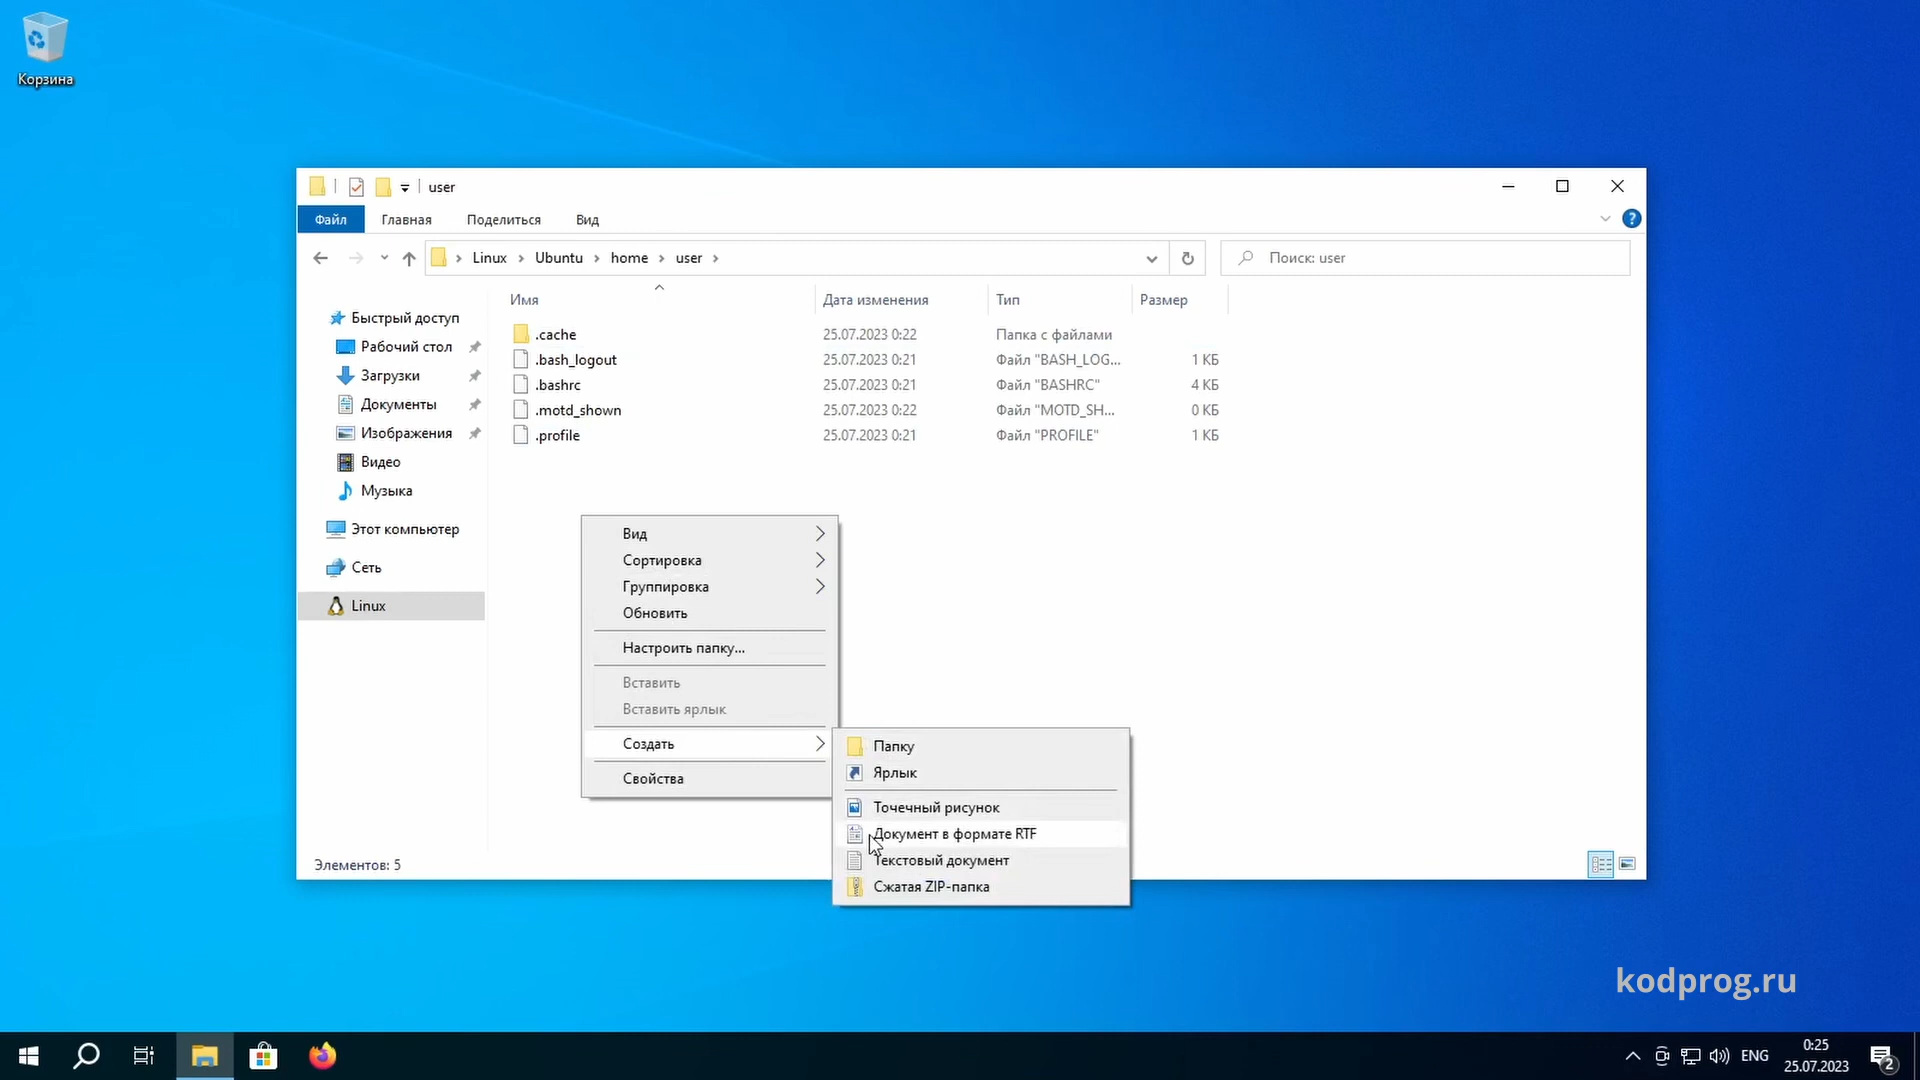 Корзина
user
Файл Главная Поделиться Вид
Linux Ubuntu home user
Поиск: user
Имя Дата изменения Тип Размер
Быстрый доступ
Рабочий стол
Загрузки
Документы
Изображения
Видео
Музыка
Этот компьютер
Сеть
Linux
.cache 25.07.2023 0:22 Папка с файлами
.bash_logout 25.07.2023 0:21 Файл "BASH_LOG... 1 КБ
.bashrc 25.07.2023 0:21 Файл "BASHRC" 4 КБ
.motd_shown 25.07.2023 0:22 Файл "MOTD_SH... 0 КБ
.profile 25.07.2023 0:21 Файл "PROFILE" 1 КБ
Вид
Сортировка
Группировка
Обновить
Настроить папку...
Вставить
Вставить ярлык
Создать
Свойства
Папку
Ярлык
Точечный рисунок
Документ в формате RTF
Текстовый документ
Сжатая ZIP-папка
Элементов: 5
kodprog.ru
ENG
0:25
25.07.2023
2